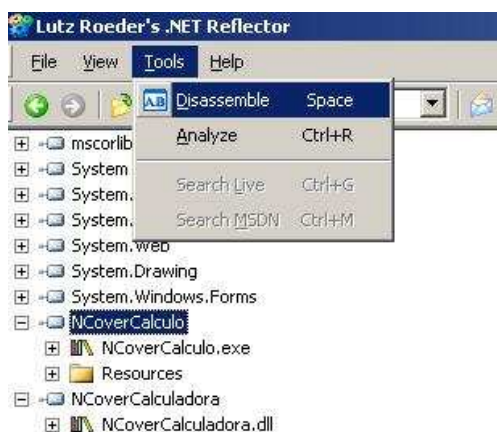 Lutz Roeder's .NET Reflector
File View Tools Help
Disassemble Space
Analyze Ctrl+R
Search Live Ctrl+G
Search MSDN Ctrl+M
mscorlib
System
System.
System.
System.Web
System.Drawing
System.Windows.Forms
NCoverCalculo
NCoverCalculo.exe
Resources
NCoverCalculadora
NCoverCalculadora.dll